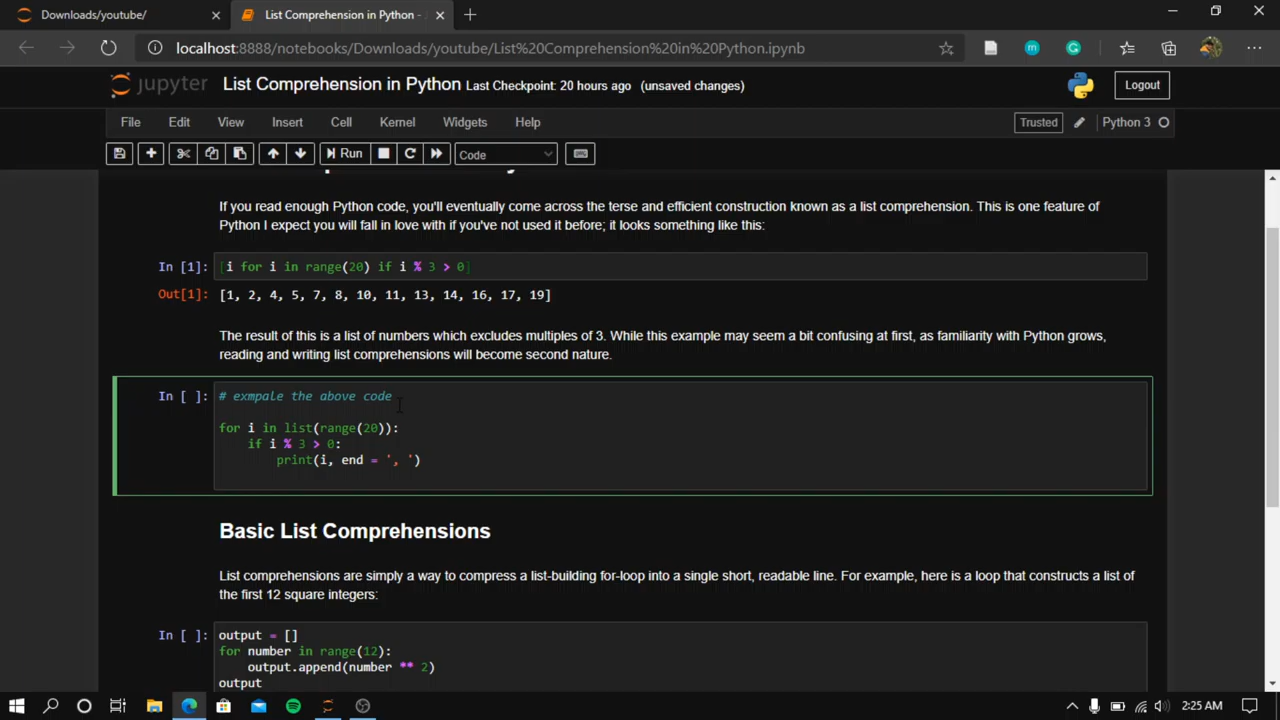 Downloads/youtube/
List Comprehension in Python -
localhost:8888/notebooks/Downloads/youtube/List%20Comprehension%20in%20Python.ipynb
jupyter List Comprehension in Python Last Checkpoint: 20 hours ago (unsaved changes)
Logout
File Edit View Insert Cell Kernel Widgets Help
Trusted Python 3
Run Code
If you read enough Python code, you'll eventually come across the terse and efficient construction known as a list comprehension. This is one feature of
Python I expect you will fall in love with if you've not used it before; it looks something like this:
In [1]: [i for i in range(20) if i % 3 > 0]
Out[1]: [1, 2, 4, 5, 7, 8, 10, 11, 13, 14, 16, 17, 19]
The result of this is a list of numbers which excludes multiples of 3. While this example may seem a bit confusing at first, as familiarity with Python grows,
reading and writing list comprehensions will become second nature.
In [ ]: # exmpale the above code
for i in list(range(20)):
if i % 3 > 0:
print(i, end = ', ')
Basic List Comprehensions
List comprehensions are simply a way to compress a list-building for-loop into a single short, readable line. For example, here is a loop that constructs a list of
the first 12 square integers:
In [ ]: output = []
for number in range(12):
output.append(number ** 2)
output
2:25 AM